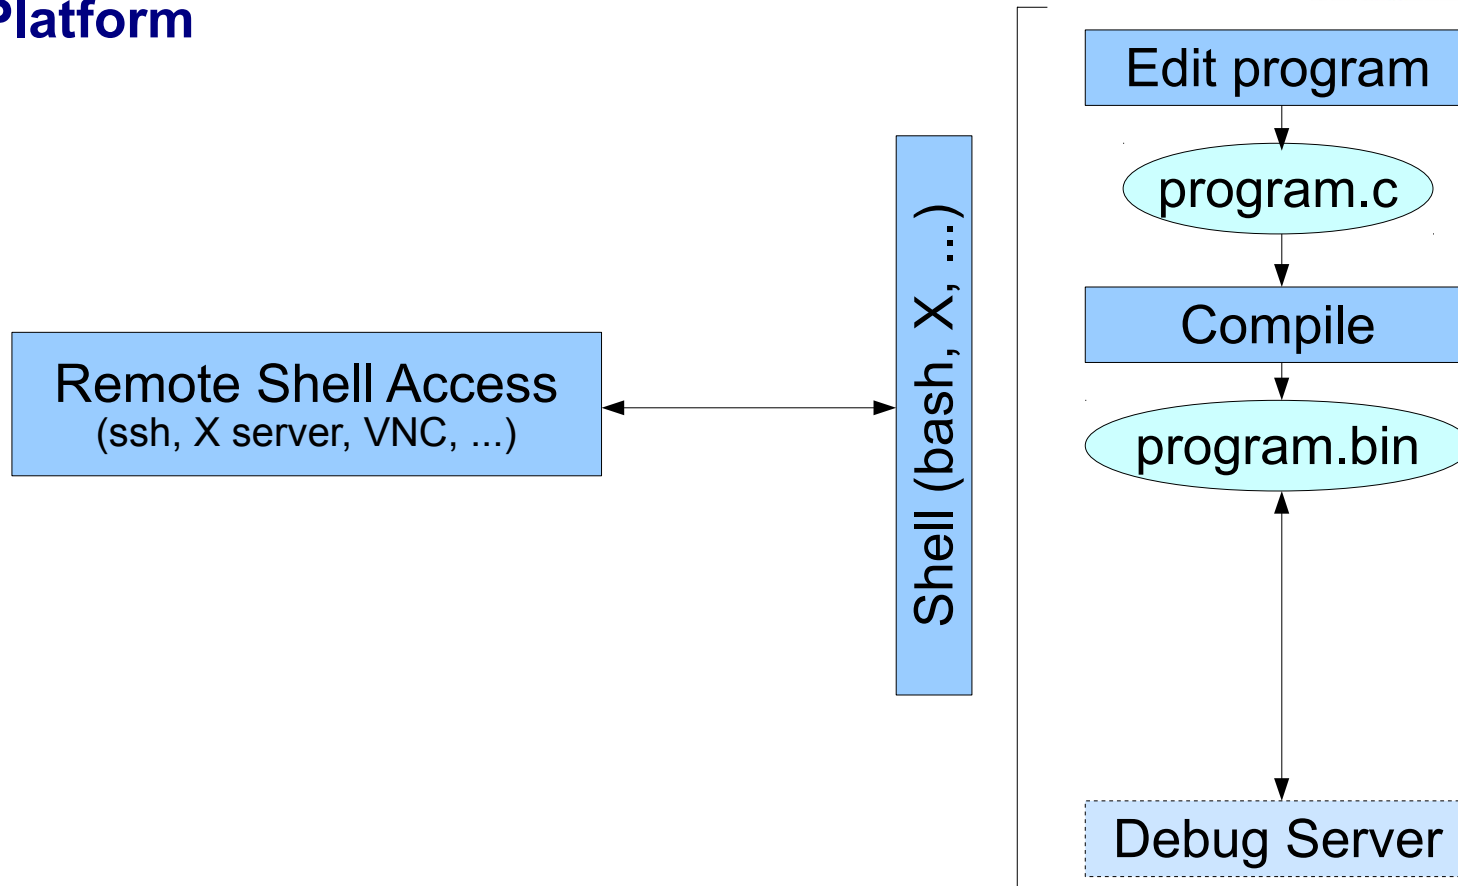 Platform
Edit program
program.c
Shell (bash, X, ...)
Compile
Remote Shell Access
(ssh, X server, VNC, ...)
program.bin
Debug Server